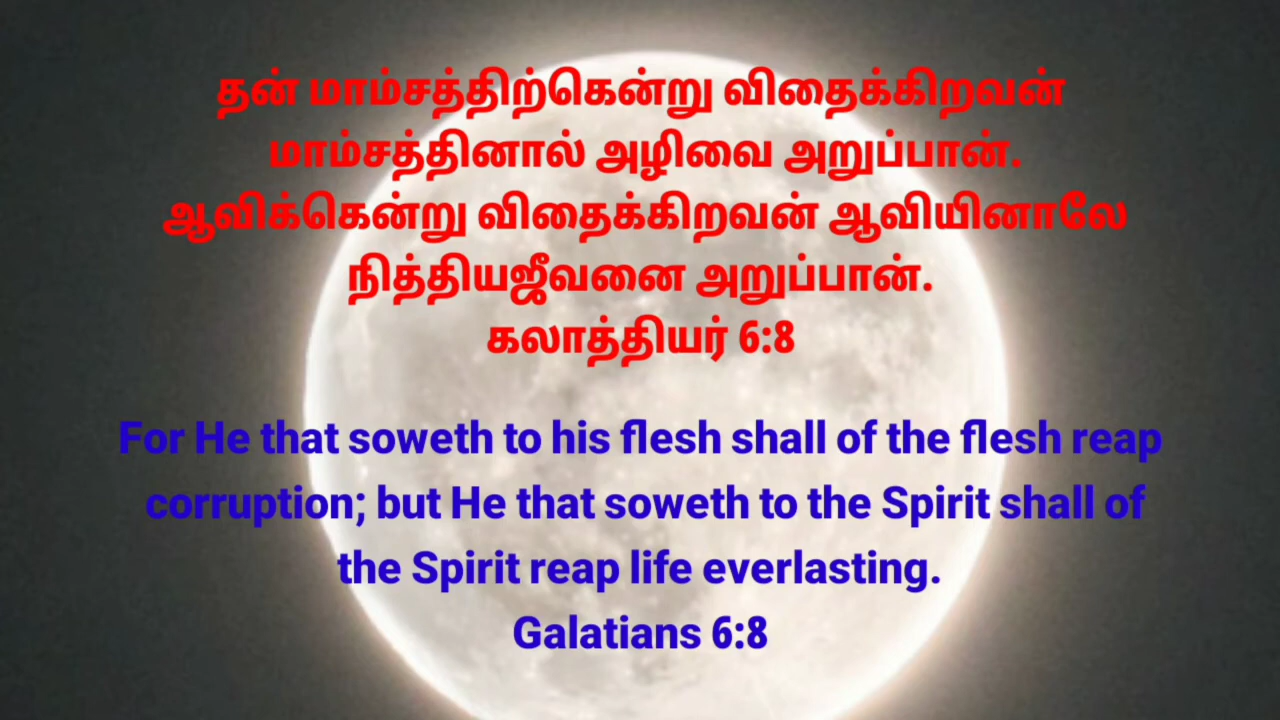 தன் மாம்சத்திற்கென்று விதைக்கிறவன்
மாம்சத்தினால் அழிவை அறுப்பான்.
ஆவிக்கென்று விதைக்கிறவன் ஆவியினாலே
நித்தியஜீவனை அறுப்பான்.
கலாத்தியர் 6:8
For He that soweth to his flesh shall of the flesh reap
corruption; but He that soweth to the Spirit shall of
the Spirit reap life everlasting.
Galatians 6:8